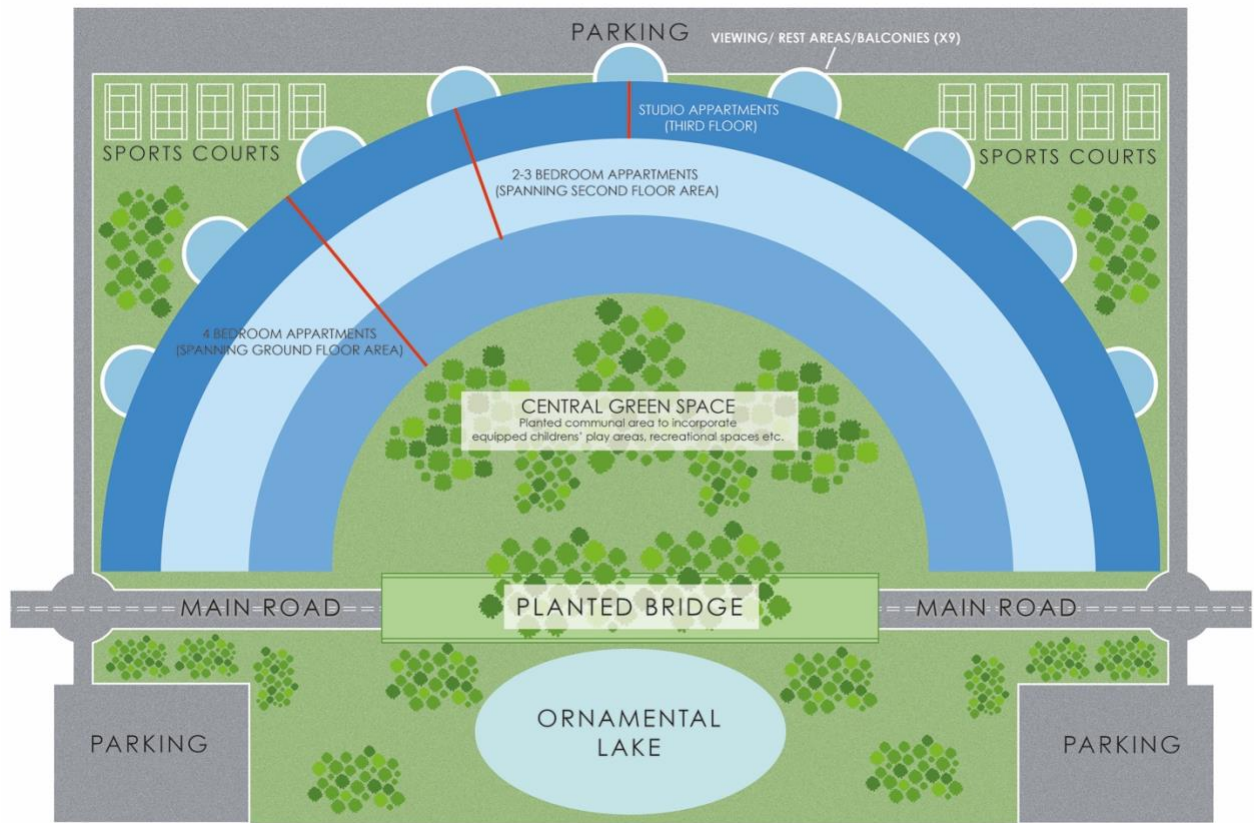 PARKING
VIEWING/ REST AREAS/BALCONIES (X9)
STUDIO APPARTMENTS
(THIRD FLOOR)
SPORTS COURTS
SPORTS COURTS
2-3 BEDROOM APPARTMENTS
(SPANNING SECOND FLOOR AREA)
4 BEDROOM APPARTMENTS
(SPANNING GROUND FLOOR AREA)
CENTRAL GREEN SPACE
Planted communal area to incorporate
equipped childrens' play areas, recreational spaces etc.
MAIN ROAD
PLANTED BRIDGE
MAIN ROAD
ORNAMENTAL
LAKE
PARKING
PARKING